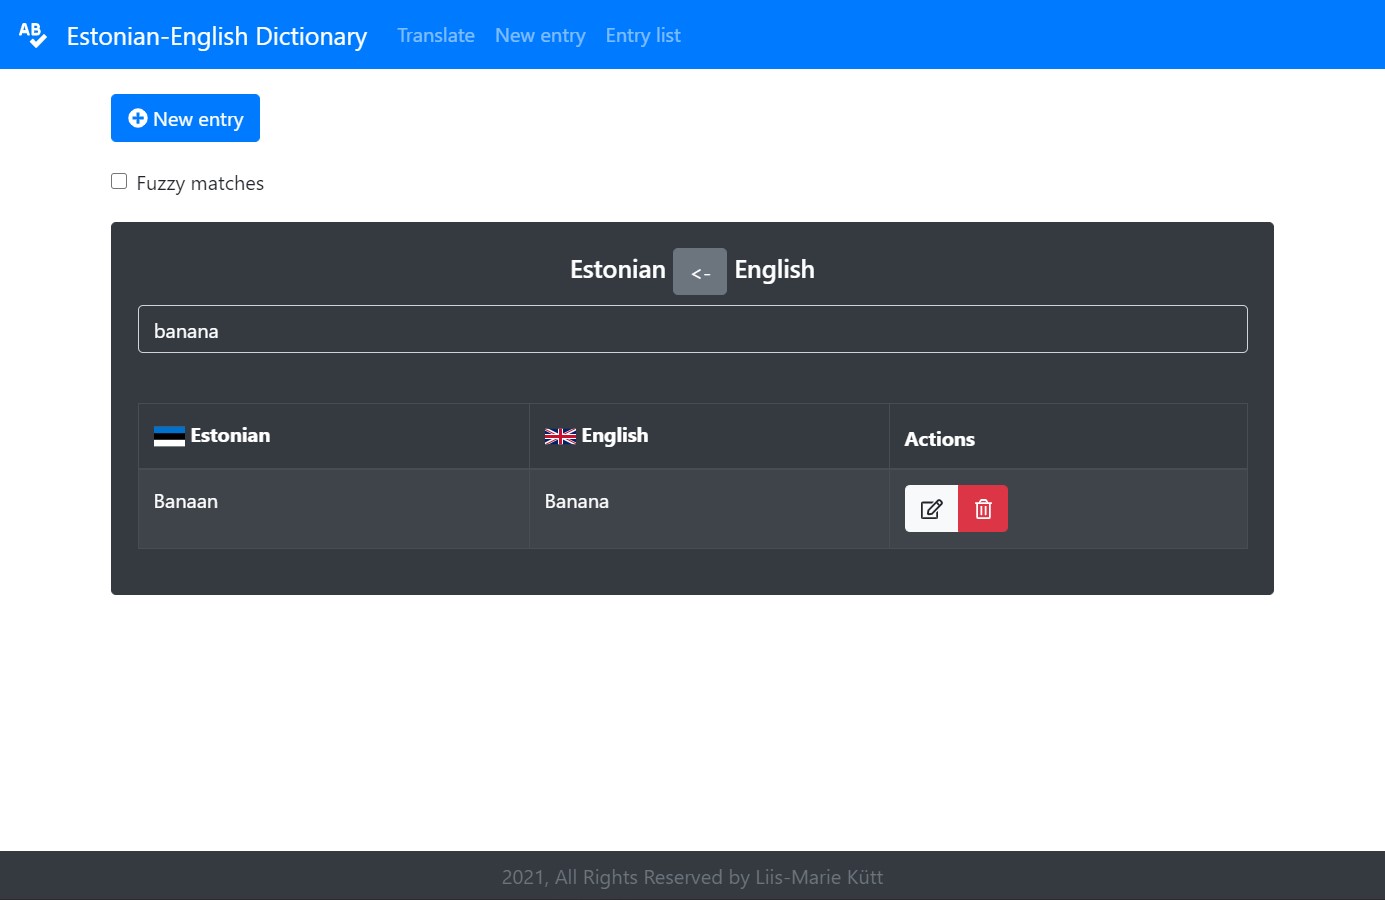 AB Estonian-English Dictionary Translate New entry Entry list
New entry
Fuzzy matches
Estonian <- English
banana
Estonian English Actions
Banaan Banana
2021, All Rights Reserved by Liis-Marie Kütt